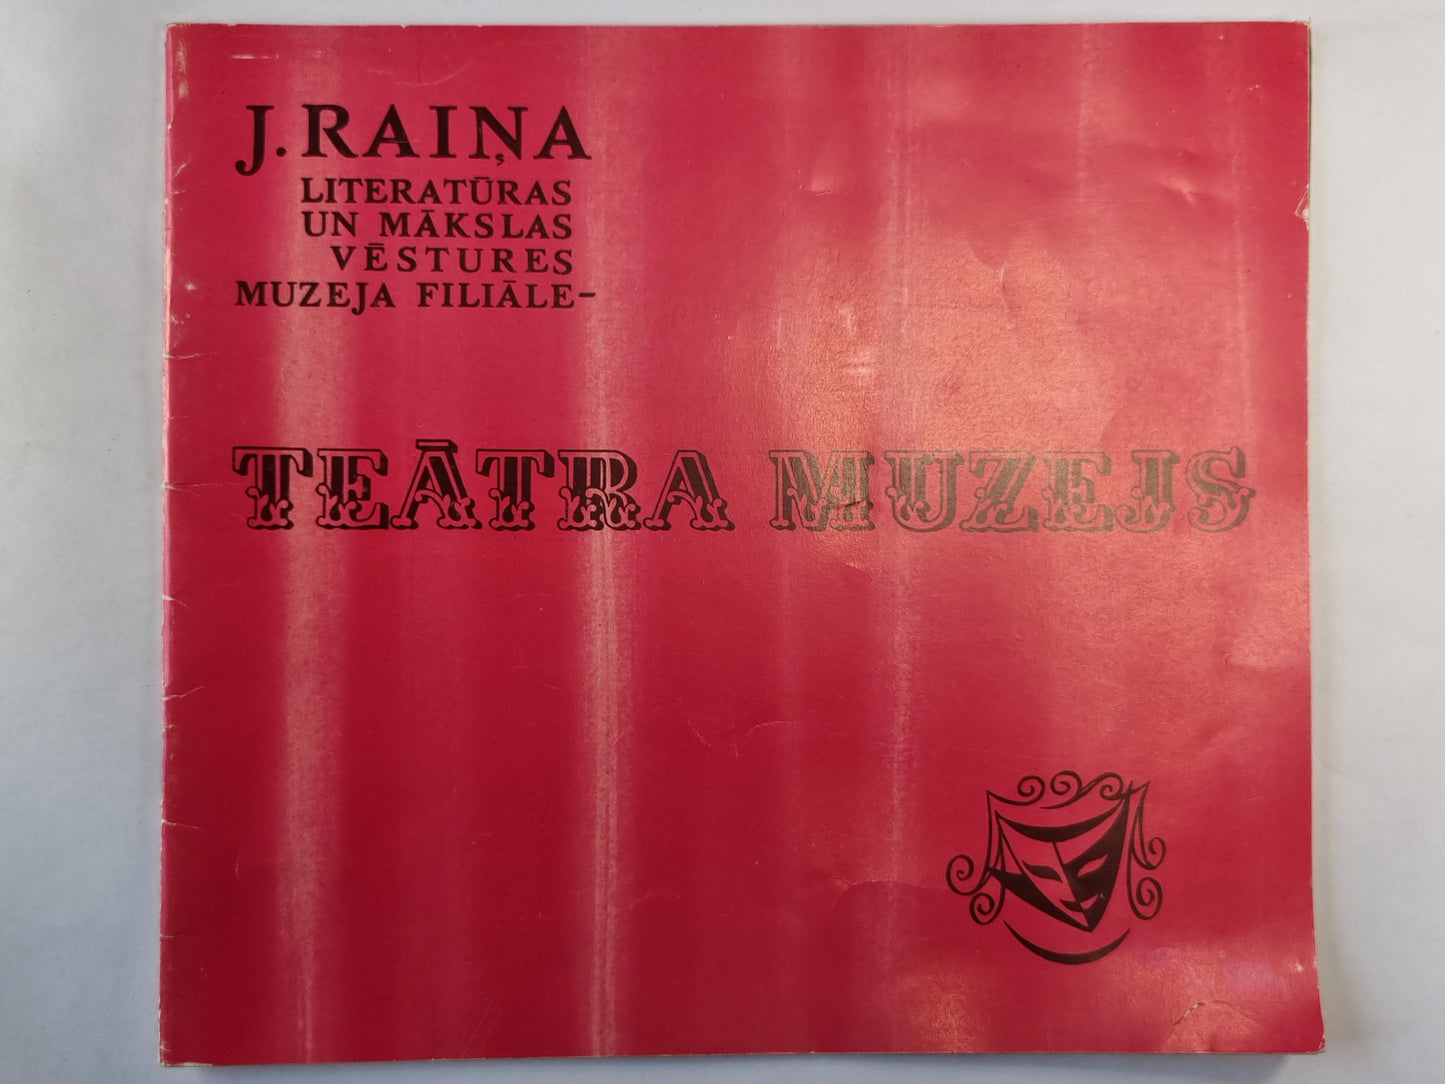 J. RAIŅA
LITERATŪRAS
UN MĀKSLAS
VĒSTURES
MUZEJA FILIĀLE-
TEĀTRA MUZEJS